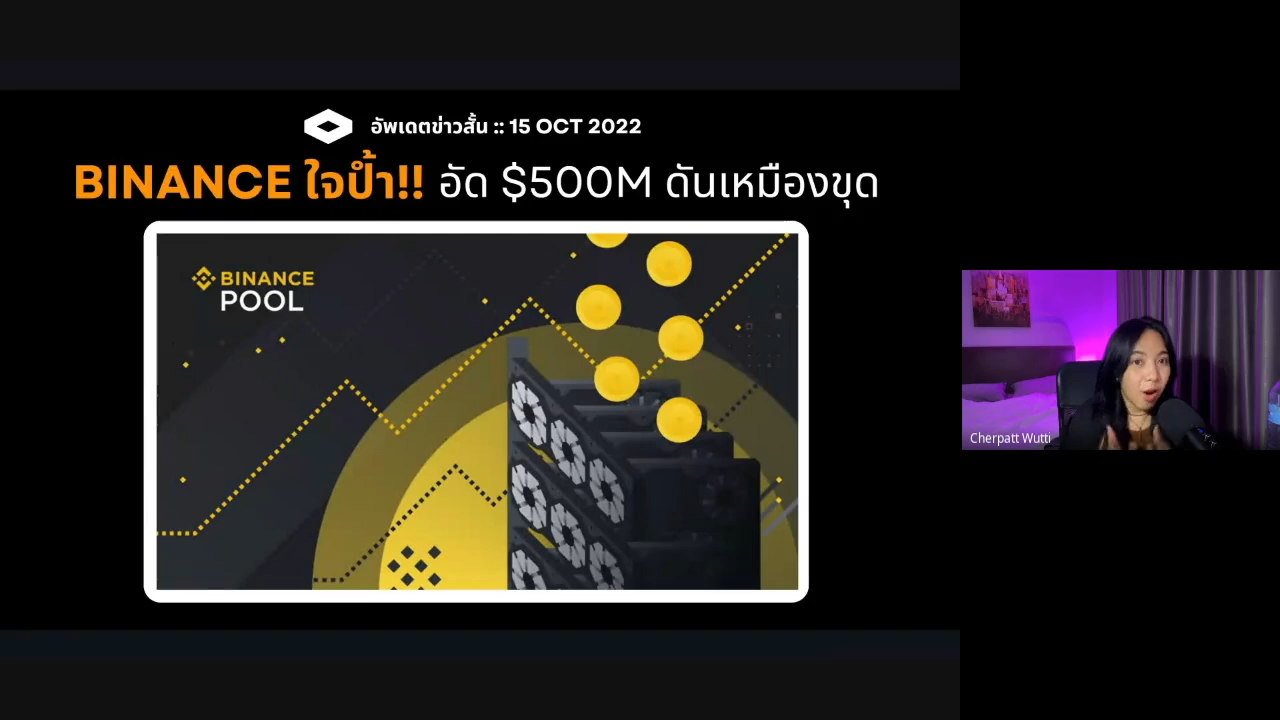 อัพเดตข่าวสั้น :: 15 OCT 2022
BINANCE ใจป้ำ!! อัด $500M ดันเหมืองขุด
BINANCE
POOL
Cherpatt Wutti